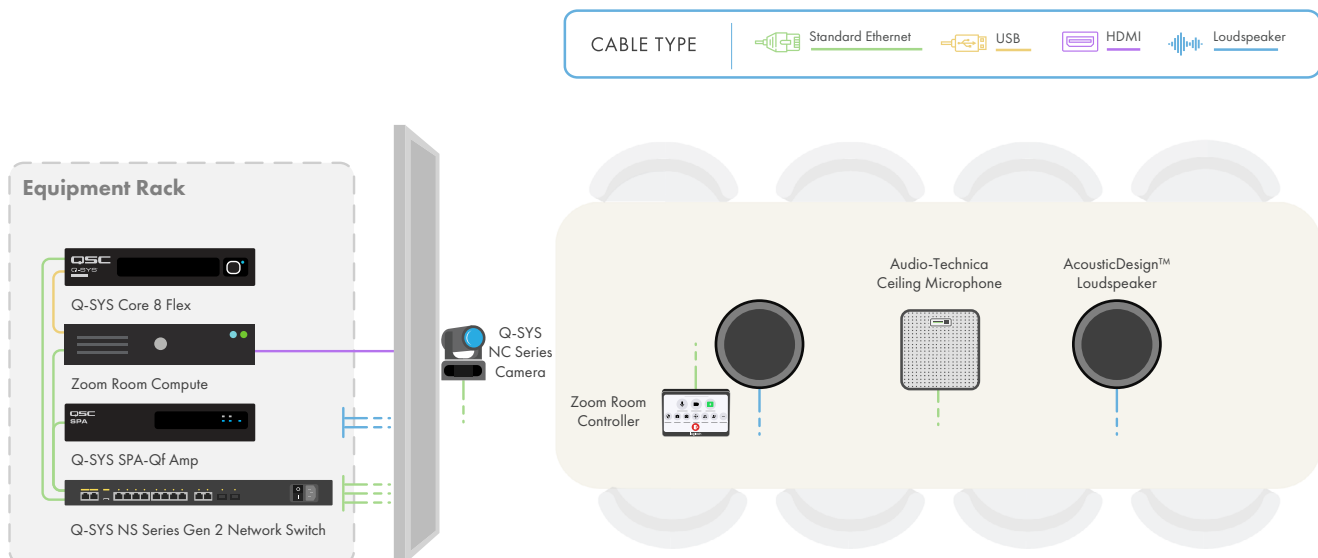 CABLE TYPE
Standard Ethernet
USB
HDMI
Loudspeaker
Equipment Rack
QSC
Q-SYS
Q-SYS Core 8 Flex
Zoom Room Compute
QSC
SPA
Q-SYS SPA-Qf Amp
Q-SYS NS Series Gen 2 Network Switch
Q-SYS
NC Series
Camera
Zoom Room
Controller
Audio-Technica
Ceiling Microphone
AcousticDesign™
Loudspeaker